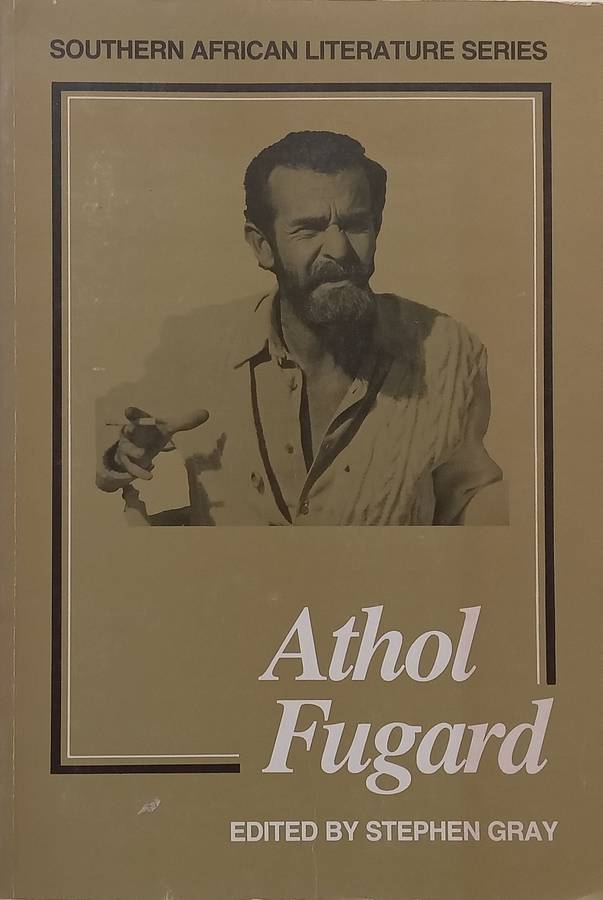 SOUTHERN AFRICAN LITERATURE SERIES
Athol
Fugard
EDITED BY STEPHEN GRAY